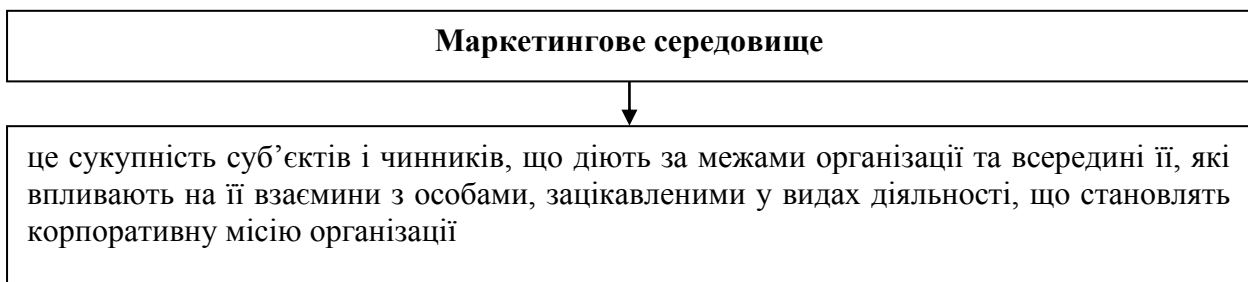 Маркетингове середовище
це сукупність суб’єктів і чинників, що діють за межами організації та всередині її, які
впливають на її взаємини з особами, зацікавленими у видах діяльності, що становлять
корпоративну місію організації